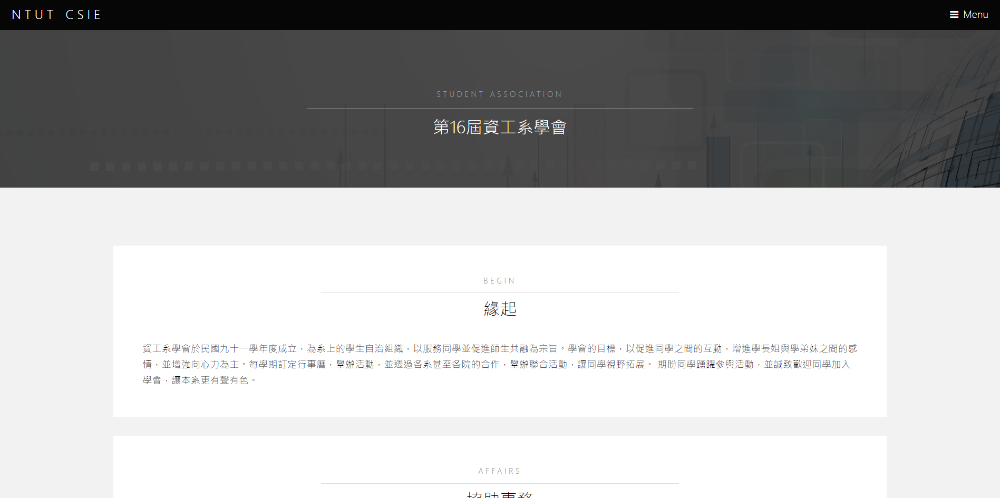 NTUT CSIE
Menu
STUDENT ASSOCIATION
第16屆資工系學會
BEGIN
緣起
資工系學會於民國九十一學年度成立，為系上的學生自治組織，以服務同學並促進師生共融為宗旨。學會的目標，以促進同學之間的互動，增進學長姐與學弟妹之間的感
情，並增強向心力為主。每學期訂定行事曆，舉辦活動，並透過各系甚至各院的合作，舉辦聯合活動，讓同學視野拓展。 期盼同學踴躍參與活動，並誠致歡迎同學加入
學會，讓本系更有聲有色。
AFFAIRS
協助事務